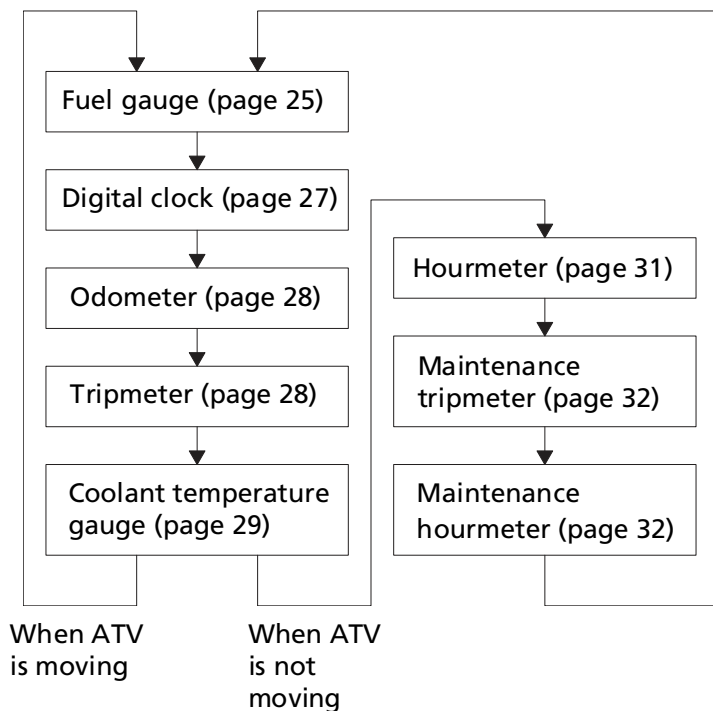 Fuel gauge (page 25)
Digital clock (page 27)
Odometer (page 28)
Tripmeter (page 28)
Coolant temperature
gauge (page 29)
When ATV
is moving
When ATV
is not
moving
Hourmeter (page 31)
Maintenance
tripmeter (page 32)
Maintenance
hourmeter (page 32)